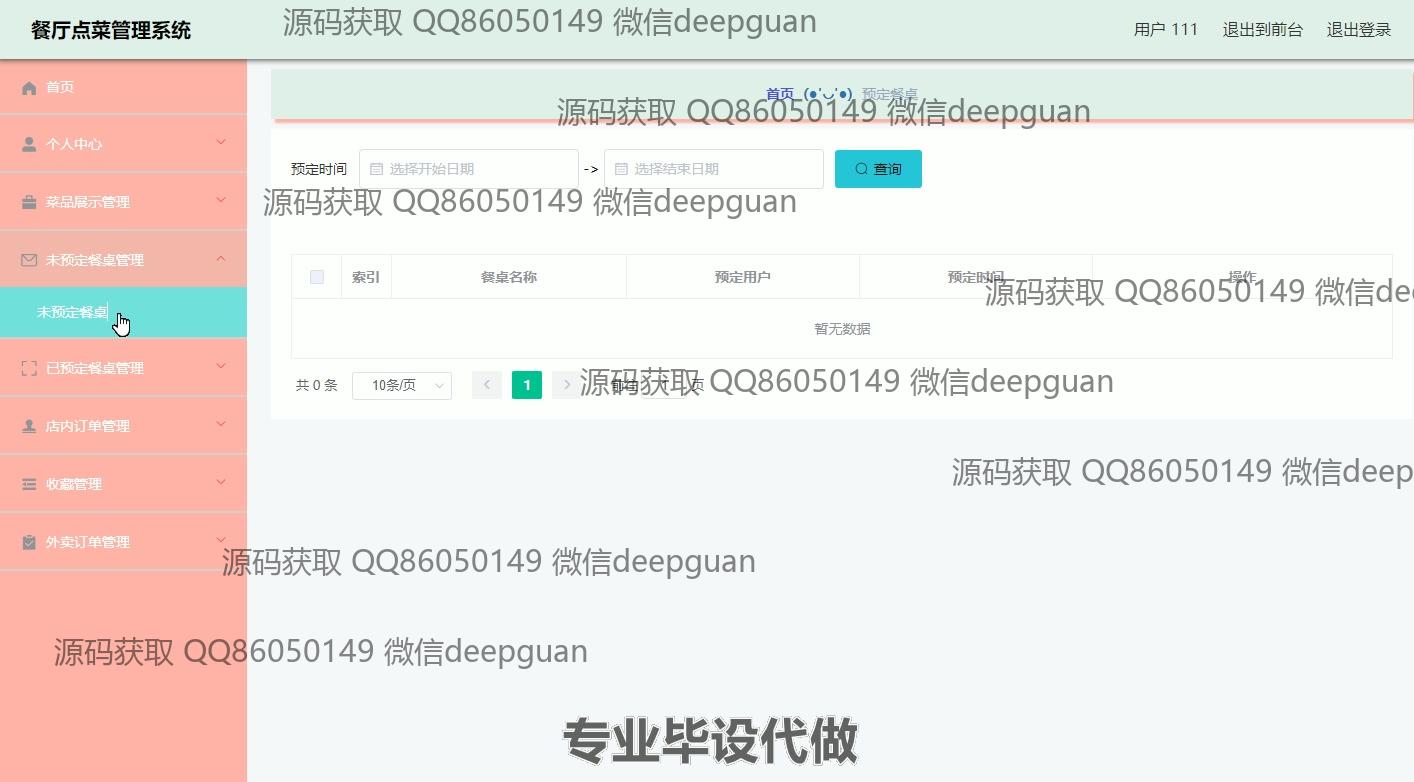 餐厅点菜管理系统
源码获取 QQ86050149 微信deepguan
用户 111 退出到前台 退出登录
首页
首页 (●'◡'●) 预定餐桌
源码获取 QQ86050149 微信deepguan
个人中心
预定时间 选择开始日期 -> 选择结束日期 查询
菜品展示管理
源码获取 QQ86050149 微信deepguan
未预定餐桌管理
索引 餐桌名称 预定用户 预定时间 操作
源码获取 QQ86050149 微信de
未预定餐桌
暂无数据
已预定餐桌管理
共 0 条 10条/页 < 1 > 前往 页
源码获取 QQ86050149 微信deepguan
店内订单管理
收藏管理
源码获取 QQ86050149 微信deep
外卖订单管理
源码获取 QQ86050149 微信deepguan
源码获取 QQ86050149 微信deepguan
专业毕设代做